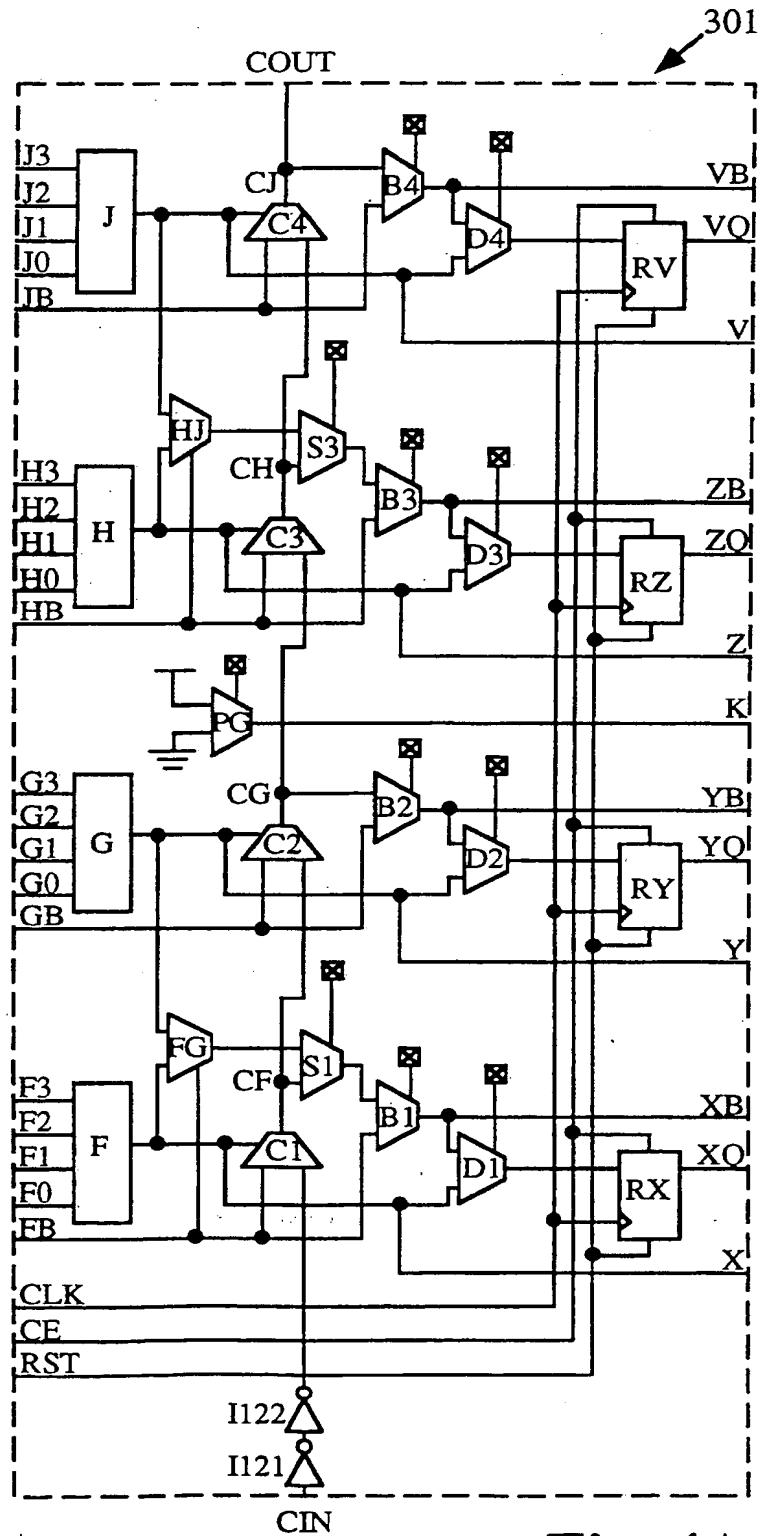 301
COUT
J3
J2
J1
J0
JB
J
CJ
C4
B4
D4
RV
VB
VQ
V
HJ
S3
CH
H3
H2
H1
H0
HB
H
C3
B3
D3
RZ
ZB
ZQ
Z
PG
K
G3
G2
G1
G0
GB
G
CG
C2
B2
D2
RY
YB
YQ
Y
FG
S1
CF
F3
F2
F1
F0
FB
F
C1
B1
D1
RX
XB
XQ
X
CLK
CE
RST
I122
I121
CIN